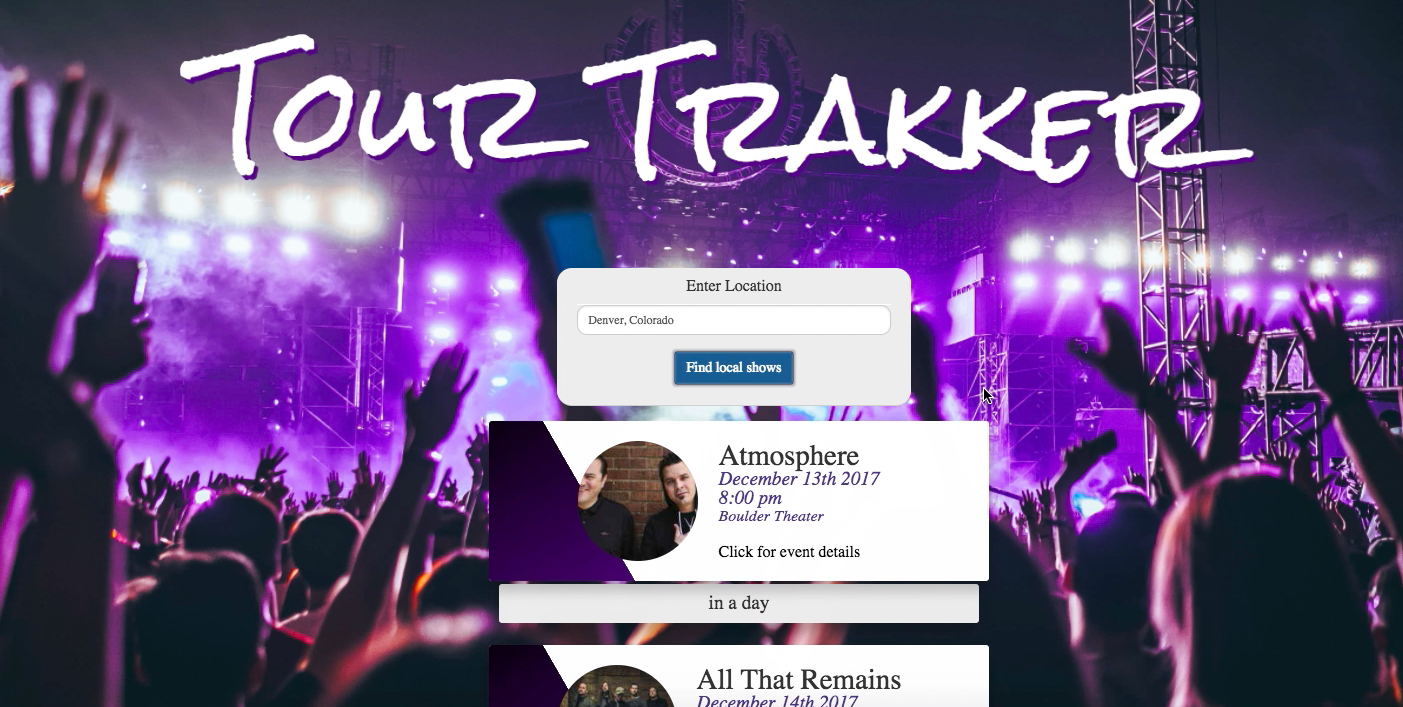 Tour Trakker
Enter Location
Denver, Colorado
Find local shows
Atmosphere
December 13th 2017
8:00 pm
Boulder Theater
Click for event details
in a day
All That Remains
December 14th 2017